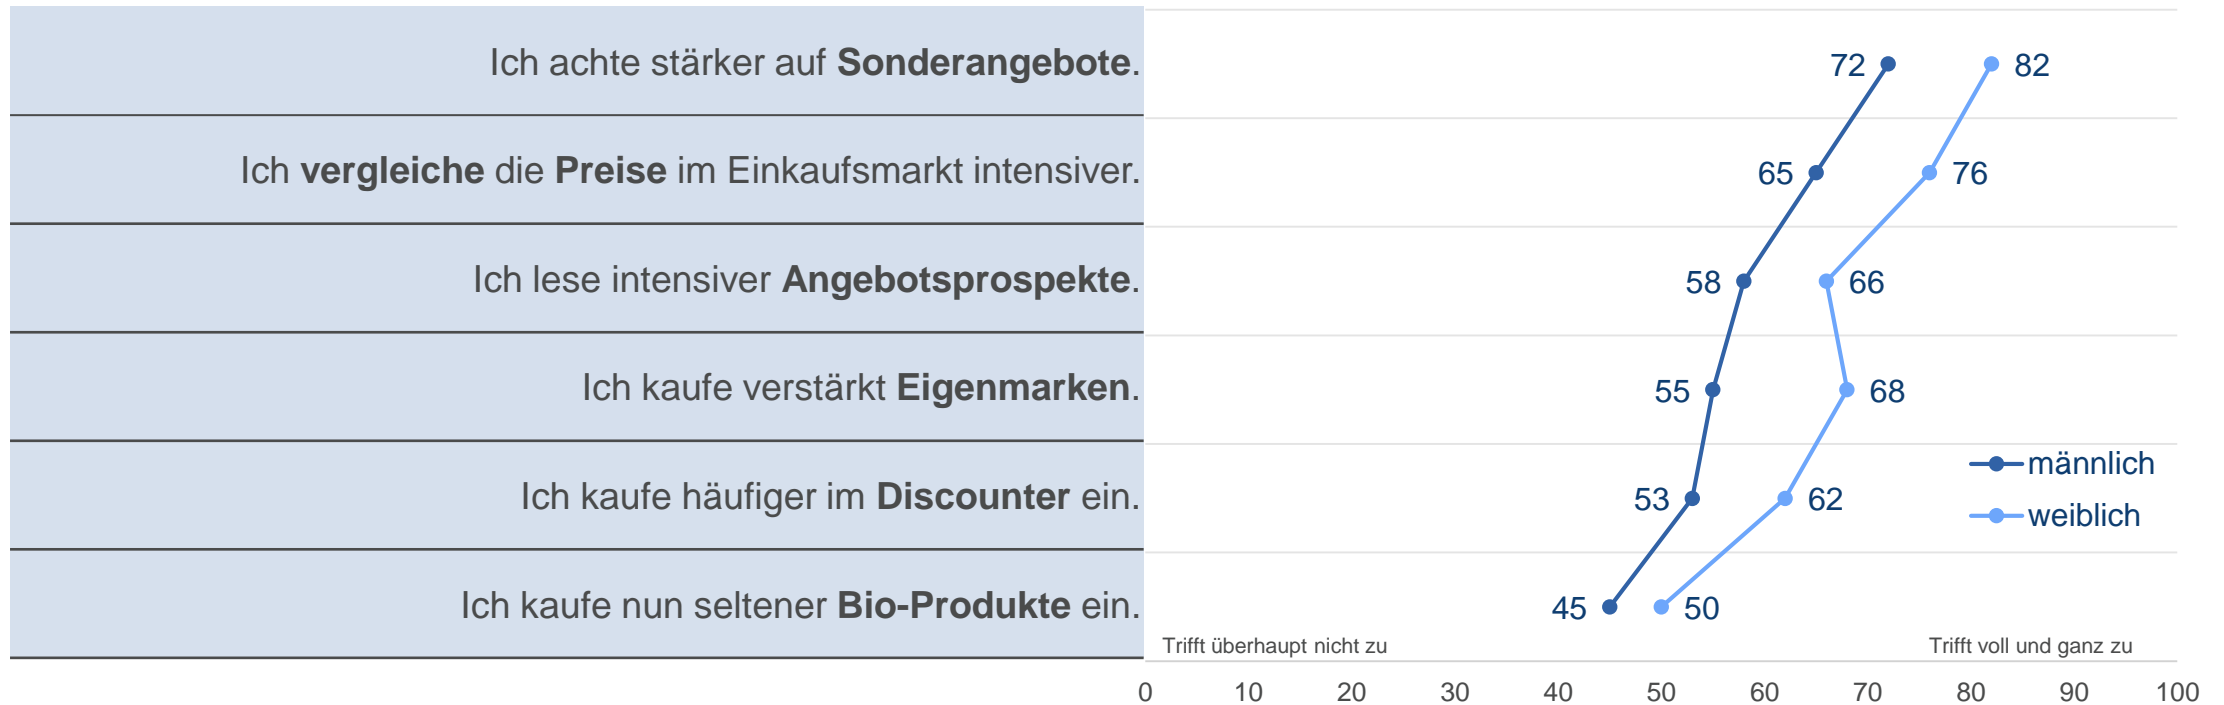 Ich achte stärker auf Sonderangebote.
72
82
Ich vergleiche die Preise im Einkaufsmarkt intensiver.
65
76
Ich lese intensiver Angebotsprospekte.
58
66
Ich kaufe verstärkt Eigenmarken.
55
68
männlich
Ich kaufe häufiger im Discounter ein.
53
62
weiblich
Ich kaufe nun seltener Bio-Produkte ein.
45
50
Trifft überhaupt nicht zu
Trifft voll und ganz zu
0 10 20 30 40 50 60 70 80 90 100